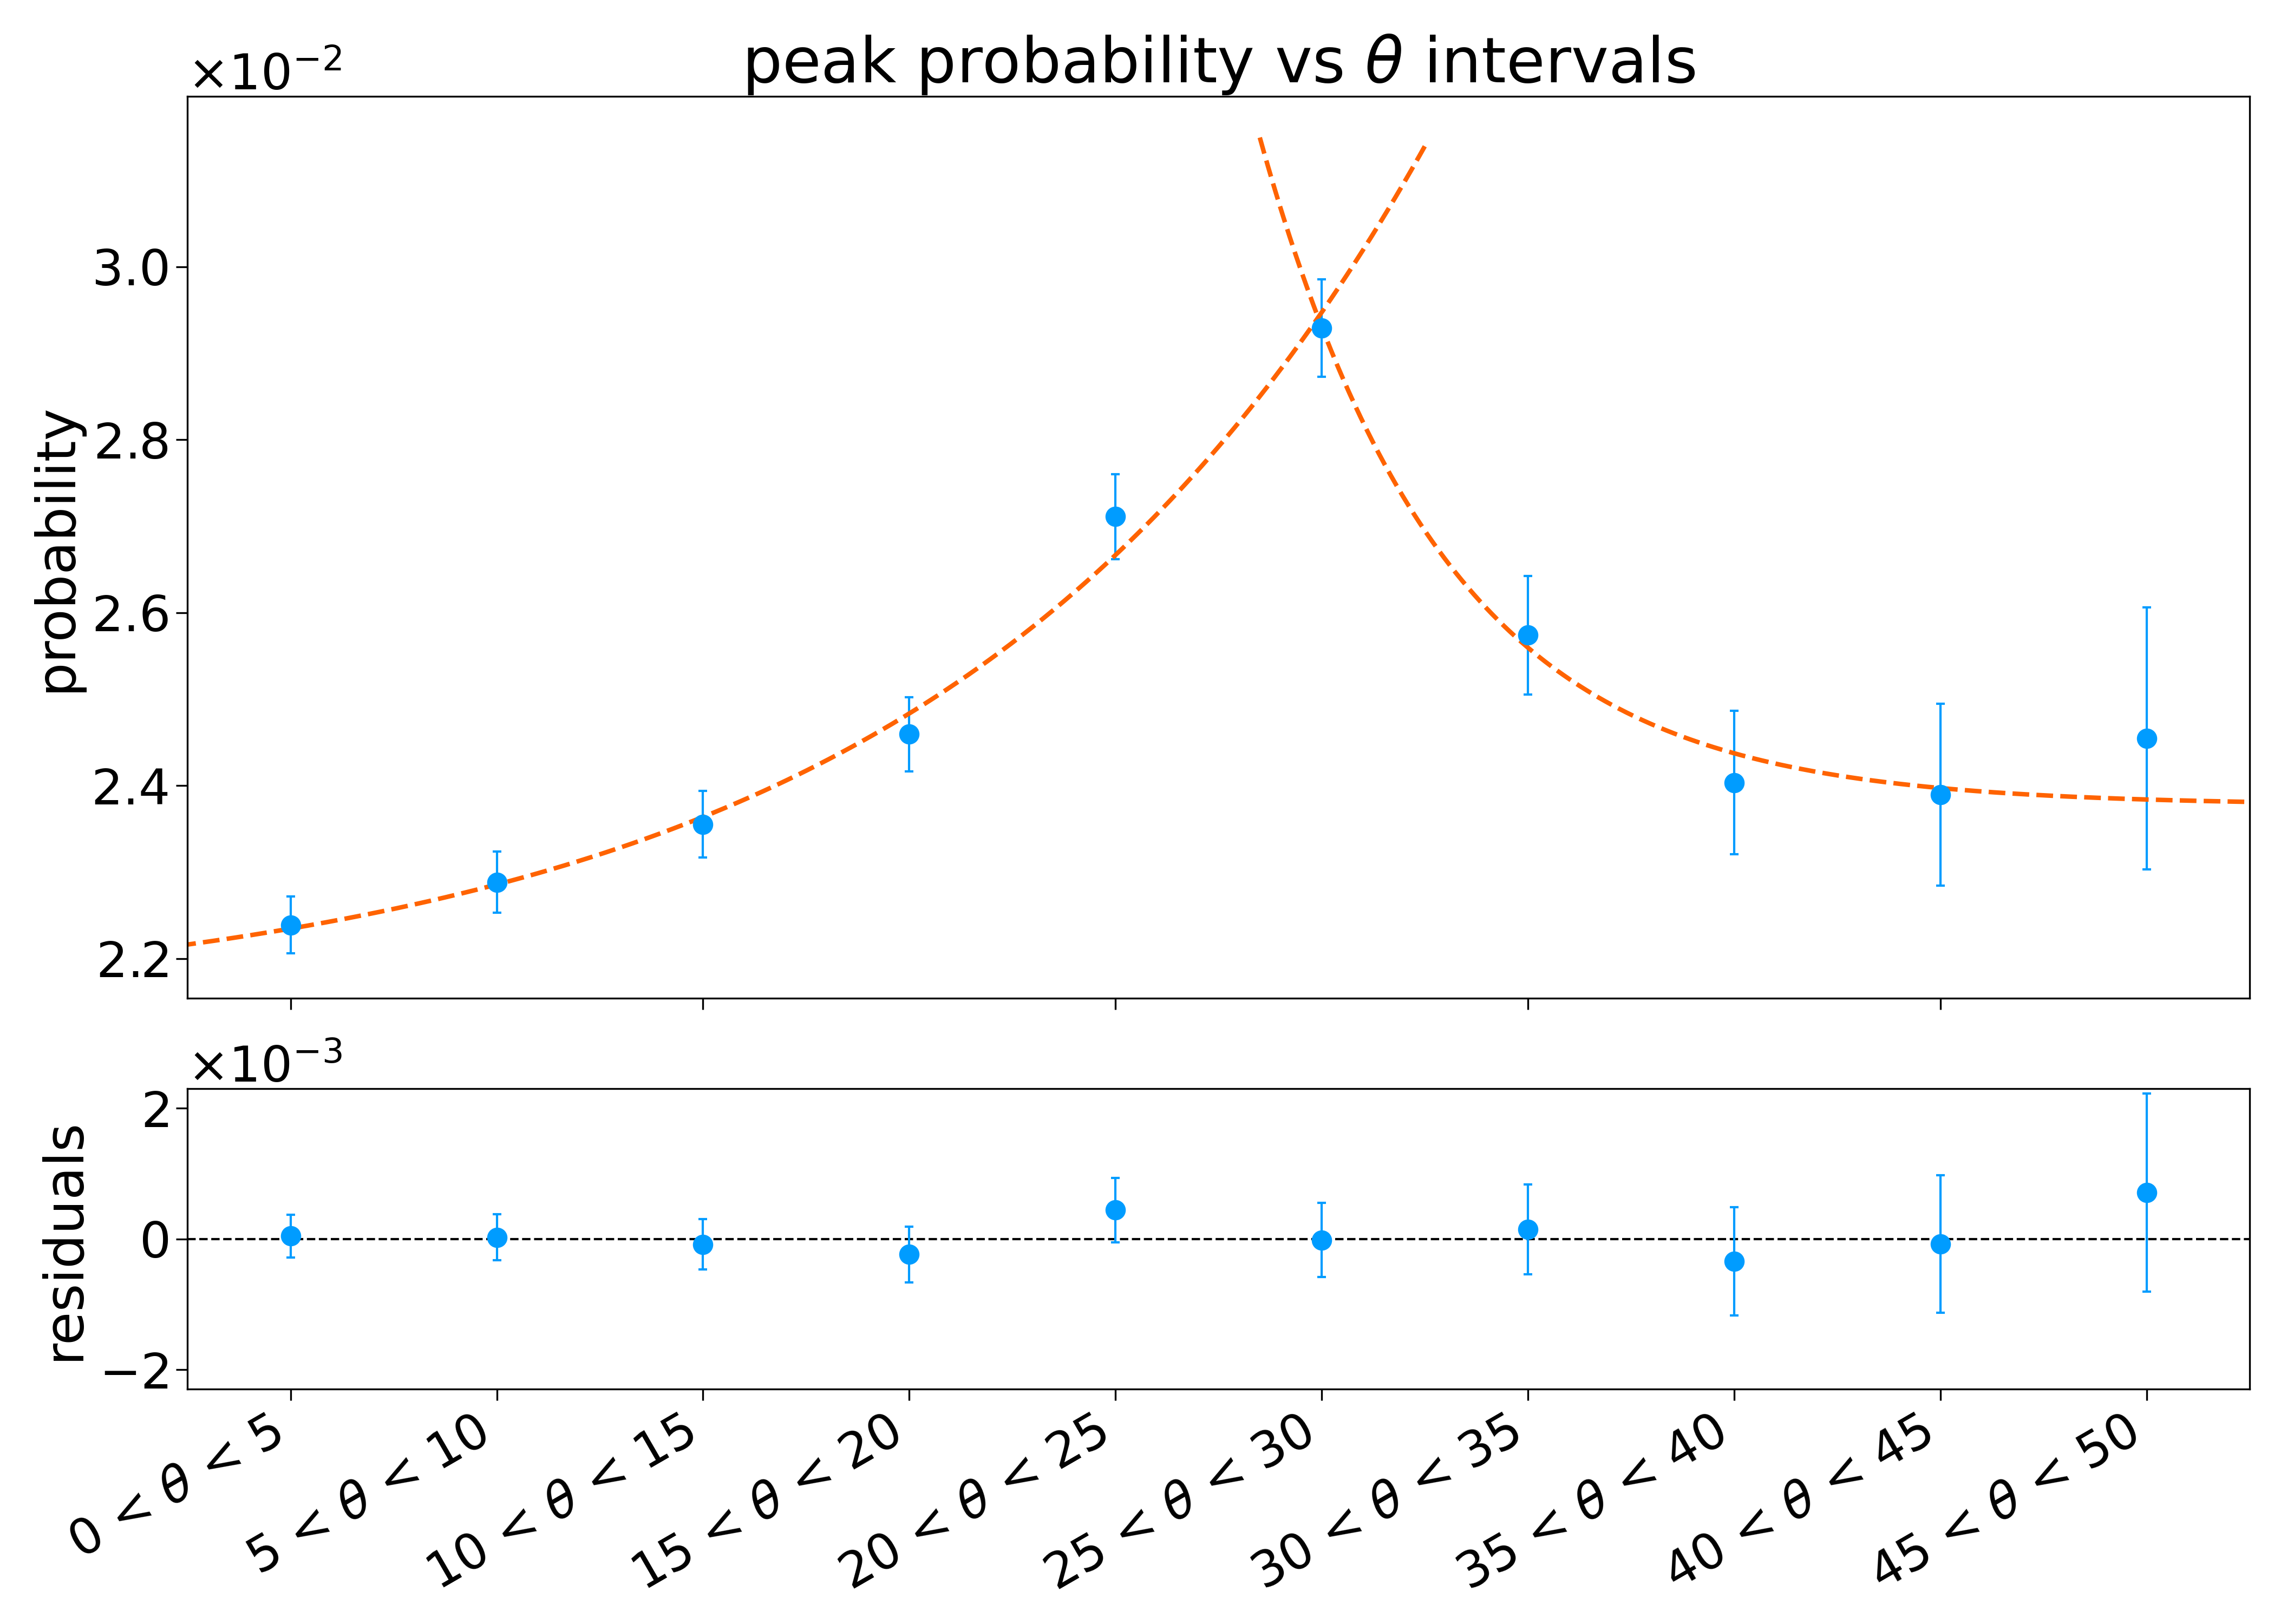 peak probability vs θ intervals
×10⁻²
probability
3.0
2.8
2.6
2.4
2.2
×10⁻³
residuals
2
0
−2
0 < θ < 5
5 < θ < 10
10 < θ < 15
15 < θ < 20
20 < θ < 25
25 < θ < 30
30 < θ < 35
35 < θ < 40
40 < θ < 45
45 < θ < 50